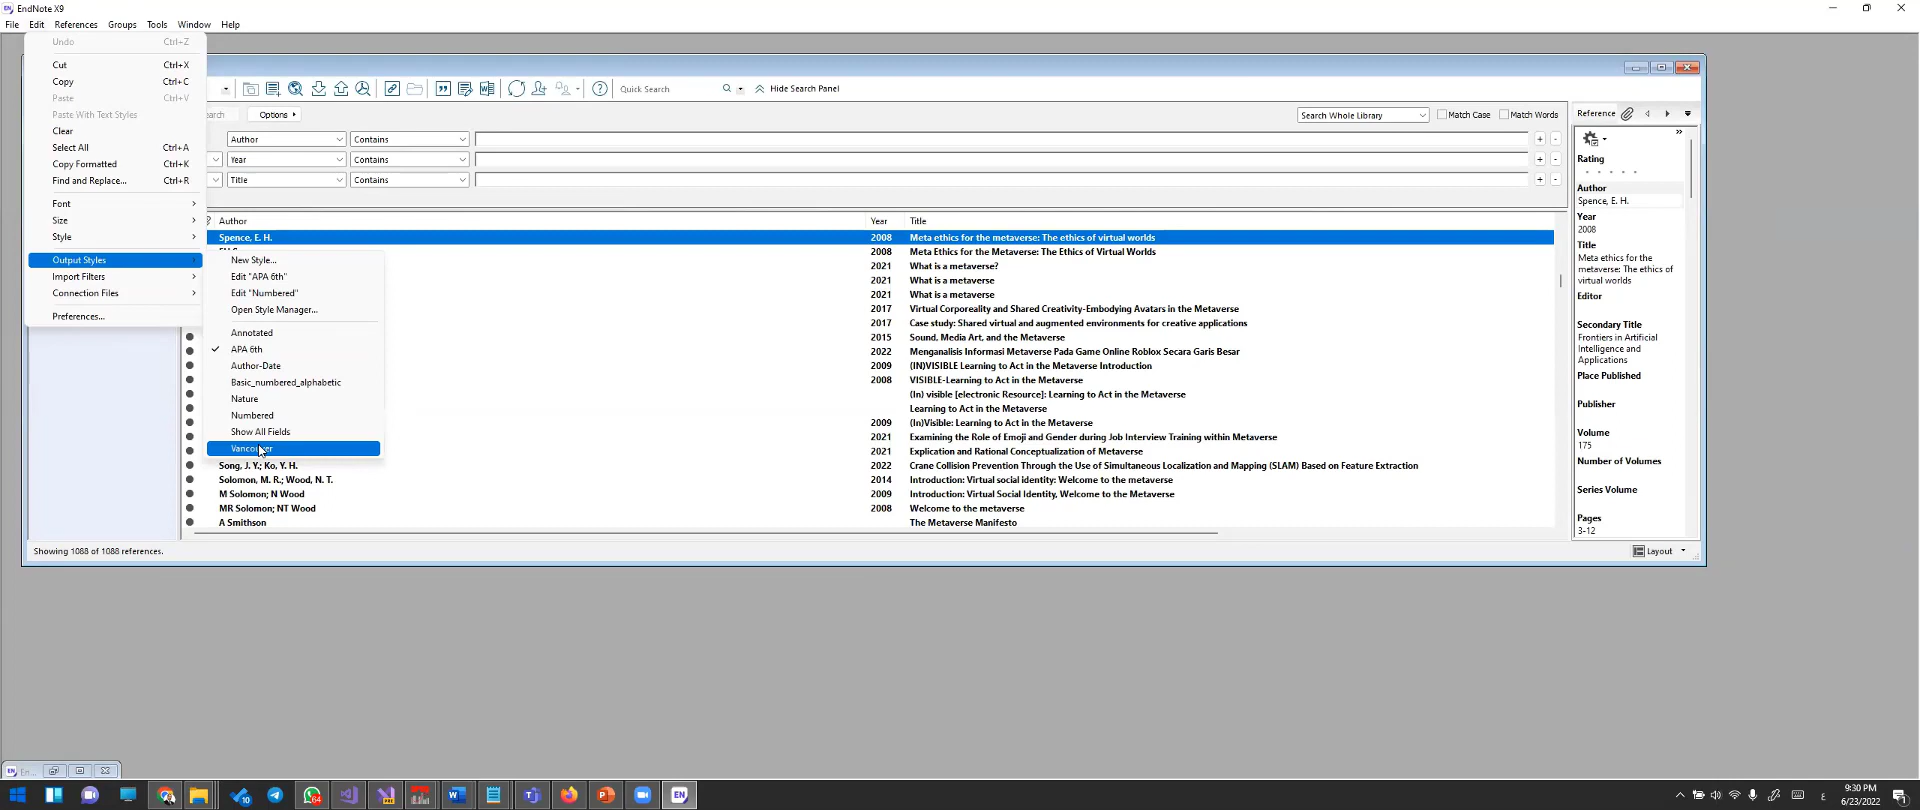 EndNote X9
File Edit References Groups Tools Window Help
Undo Ctrl+Z
Cut Ctrl+X
Copy Ctrl+C
Paste Ctrl+V
Paste With Text Styles
Clear
Select All Ctrl+A
Copy Formatted Ctrl+K
Find and Replace... Ctrl+R
Font
Size
Style
Output Styles
Import Filters
Connection Files
Preferences...
New Style...
Edit "APA 6th"
Edit "Numbered"
Open Style Manager...
Annotated
APA 6th
Author-Date
Basic_numbered_alphabetic
Nature
Numbered
Show All Fields
Vancouver
Quick Search Hide Search Panel
Options Search Whole Library Match Case Match Words
Author Contains
Year Contains
Title Contains
Author Year Title
Spence, E. H. 2008 Meta ethics for the metaverse: The ethics of virtual worlds
2008 Meta Ethics for the Metaverse: The Ethics of Virtual Worlds
2021 What is a metaverse?
2021 What is a metaverse
2021 What is a metaverse
2017 Virtual Corporeality and Shared Creativity-Embodying Avatars in the Metaverse
2017 Case study: Shared virtual and augmented environments for creative applications
2015 Sound, Media Art, and the Metaverse
2022 Menganalisis Informasi Metaverse Pada Game Online Roblox Secara Garis Besar
2009 (IN)VISIBLE Learning to Act in the Metaverse Introduction
2008 VISIBLE-Learning to Act in the Metaverse
(In) visible [electronic Resource]: Learning to Act in the Metaverse
Learning to Act in the Metaverse
2009 (In)Visible: Learning to Act in the Metaverse
2021 Examining the Role of Emoji and Gender during Job Interview Training within Metaverse
2021 Explication and Rational Conceptualization of Metaverse
Song, J. Y.; Ko, Y. H. 2022 Crane Collision Prevention Through the Use of Simultaneous Localization and Mapping (SLAM) Based on Feature Extraction
Solomon, M. R.; Wood, N. T. 2014 Introduction: Virtual social identity: Welcome to the metaverse
M Solomon; N Wood 2009 Introduction: Virtual Social Identity, Welcome to the Metaverse
MR Solomon; NT Wood 2008 Welcome to the metaverse
A Smithson The Metaverse Manifesto
Showing 1088 of 1088 references.
Layout
Reference
Rating
Author
Spence, E. H.
Year
2008
Title
Meta ethics for the
metaverse: The ethics of
virtual worlds
Editor
Secondary Title
Frontiers in Artificial
Intelligence and
Applications
Place Published
Publisher
Volume
175
Number of Volumes
Series Volume
Pages
3-12
EN En...
10 64 EN
ع 9:30 PM
6/23/2022